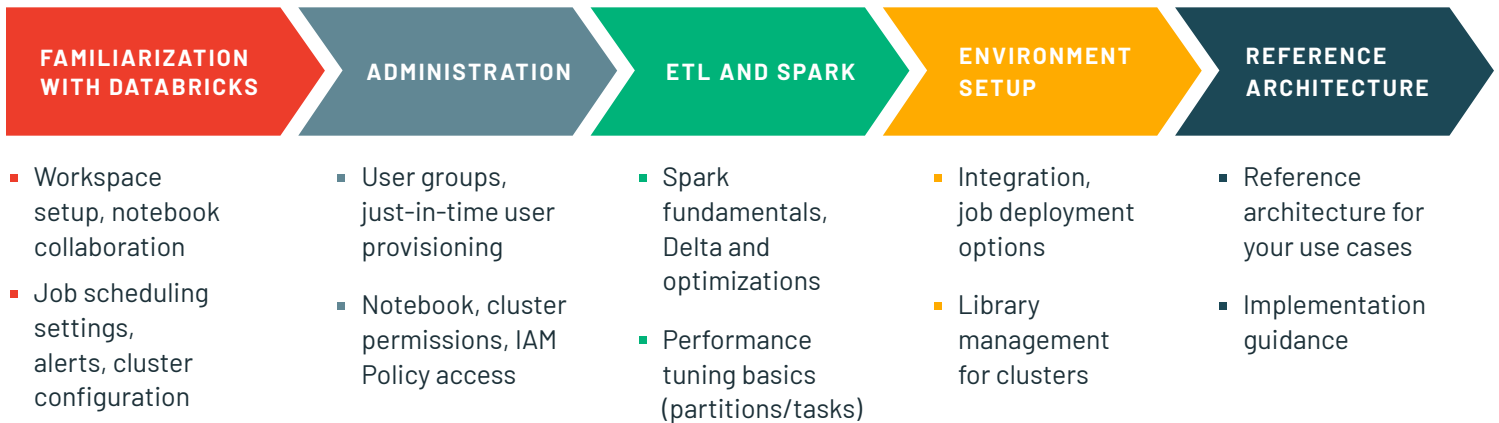 FAMILIARIZATION
WITH DATABRICKS
ADMINISTRATION
ETL AND SPARK
ENVIRONMENT
SETUP
REFERENCE
ARCHITECTURE
Workspace
setup, notebook
collaboration
Job scheduling
settings,
alerts, cluster
configuration
User groups,
just-in-time user
provisioning
Notebook, cluster
permissions, IAM
Policy access
Spark
fundamentals,
Delta and
optimizations
Performance
tuning basics
(partitions/tasks)
Integration,
job deployment
options
Library
management
for clusters
Reference
architecture for
your use cases
Implementation
guidance